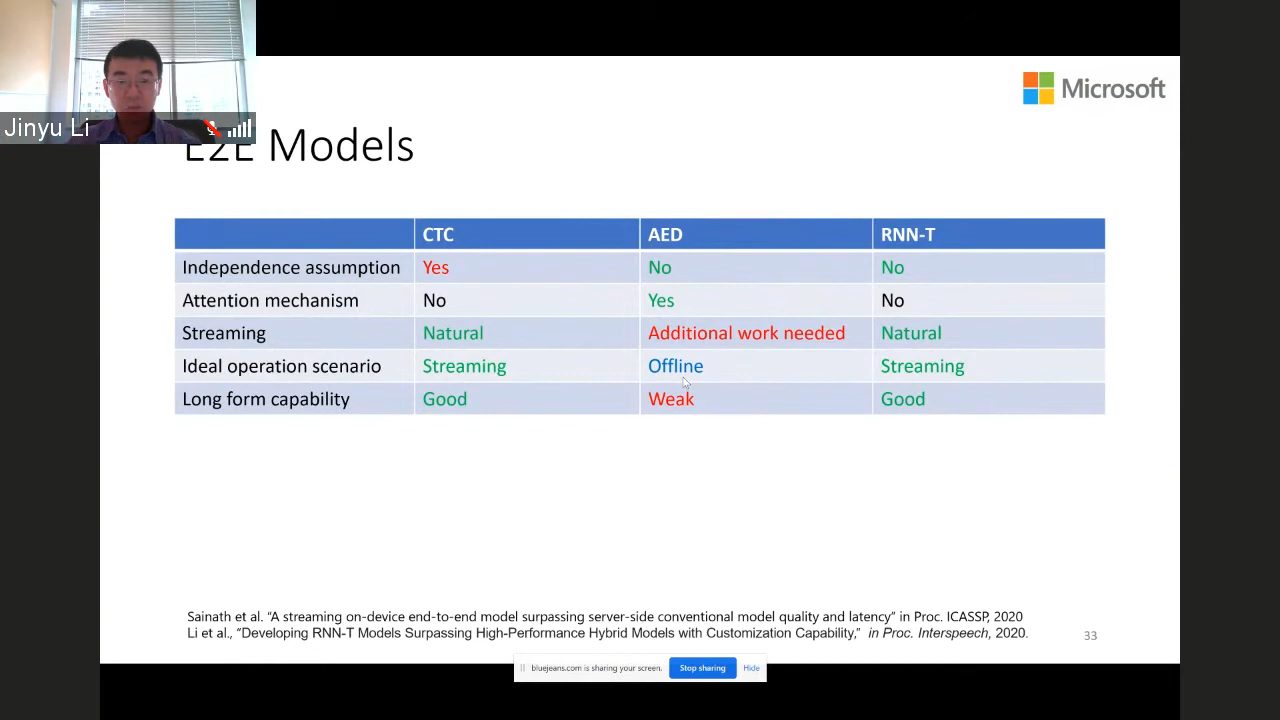 Microsoft
Jinyu Li
E2E Models
CTC AED RNN-T
Independence assumption Yes No No
Attention mechanism No Yes No
Streaming Natural Additional work needed Natural
Ideal operation scenario Streaming Offline Streaming
Long form capability Good Weak Good
Sainath et al. “A streaming on-device end-to-end model surpassing server-side conventional model quality and latency” in Proc. ICASSP, 2020
Li et al., “Developing RNN-T Models Surpassing High-Performance Hybrid Models with Customization Capability,” in Proc. Interspeech, 2020.
33
bluejeans.com is sharing your screen. Stop sharing Hide